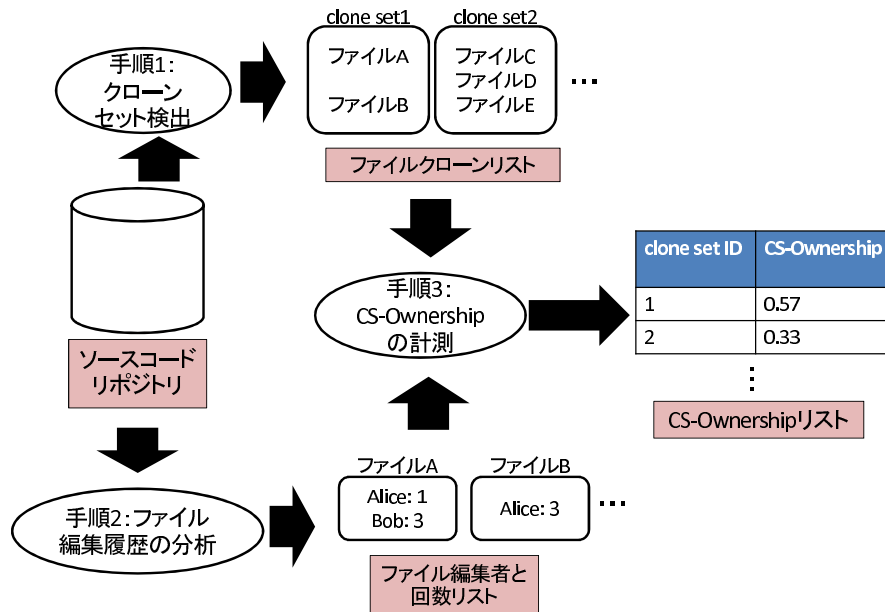 手順1:
クローン
セット検出
clone set1
ファイルA
ファイルB
clone set2
ファイルC
ファイルD
ファイルE
…
ファイルクローンリスト
ソースコード
リポジトリ
手順3:
CS-Ownership
の計測
clone set ID CS-Ownership
1 0.57
2 0.33
⋮
CS-Ownershipリスト
手順2:ファイル
編集履歴の分析
ファイルA
Alice: 1
Bob: 3
ファイルB
Alice: 3
…
ファイル編集者と
回数リスト